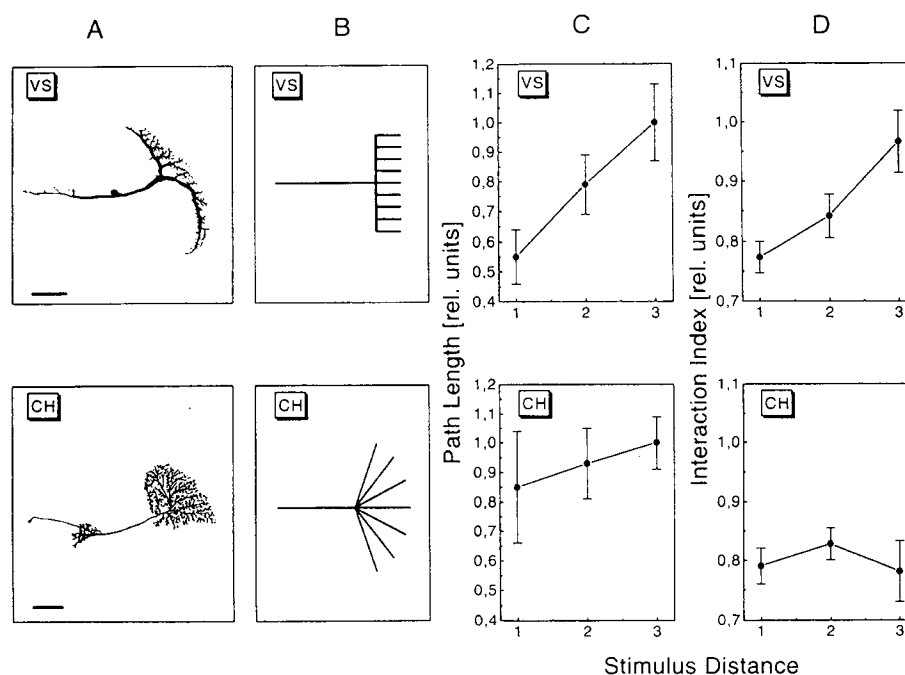 A
B
C
D
VS
VS
VS
VS
1,2
1,1
1,0
0,9
0,8
0,7
0,6
0,5
0,4
1 2 3
1,1
1,0
0,9
0,8
0,7
1 2 3
Path Length [rel. units]
Interaction Index [rel. units]
CH
CH
CH
CH
1,2
1,1
1,0
0,9
0,8
0,7
0,6
0,5
0,4
1 2 3
1,1
1,0
0,9
0,8
0,7
1 2 3
Stimulus Distance